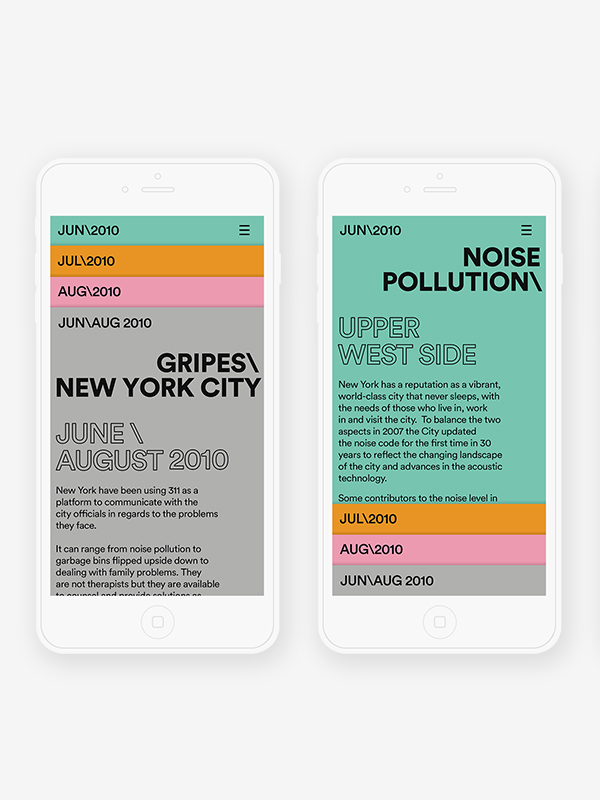 JUN\2010
JUL\2010
AUG\2010
JUN\AUG 2010
GRIPES\
NEW YORK CITY
JUNE \
AUGUST 2010
New York have been using 311 as a
platform to communicate with the
city officials in regards to the problems
they face.
It can range from noise pollution to
garbage bins flipped upside down to
dealing with family problems. They
are not therapists but they are available
to counsel and provide solutions as
JUN\2010
NOISE
POLLUTION\
UPPER
WEST SIDE
New York has a reputation as a vibrant,
world-class city that never sleeps, with
the needs of those who live in, work
in and visit the city.  To balance the two
aspects in 2007 the City updated
the noise code for the first time in 30
years to reflect the changing landscape
of the city and advances in the acoustic
technology.
Some contributors to the noise level in
JUL\2010
AUG\2010
JUN\AUG 2010